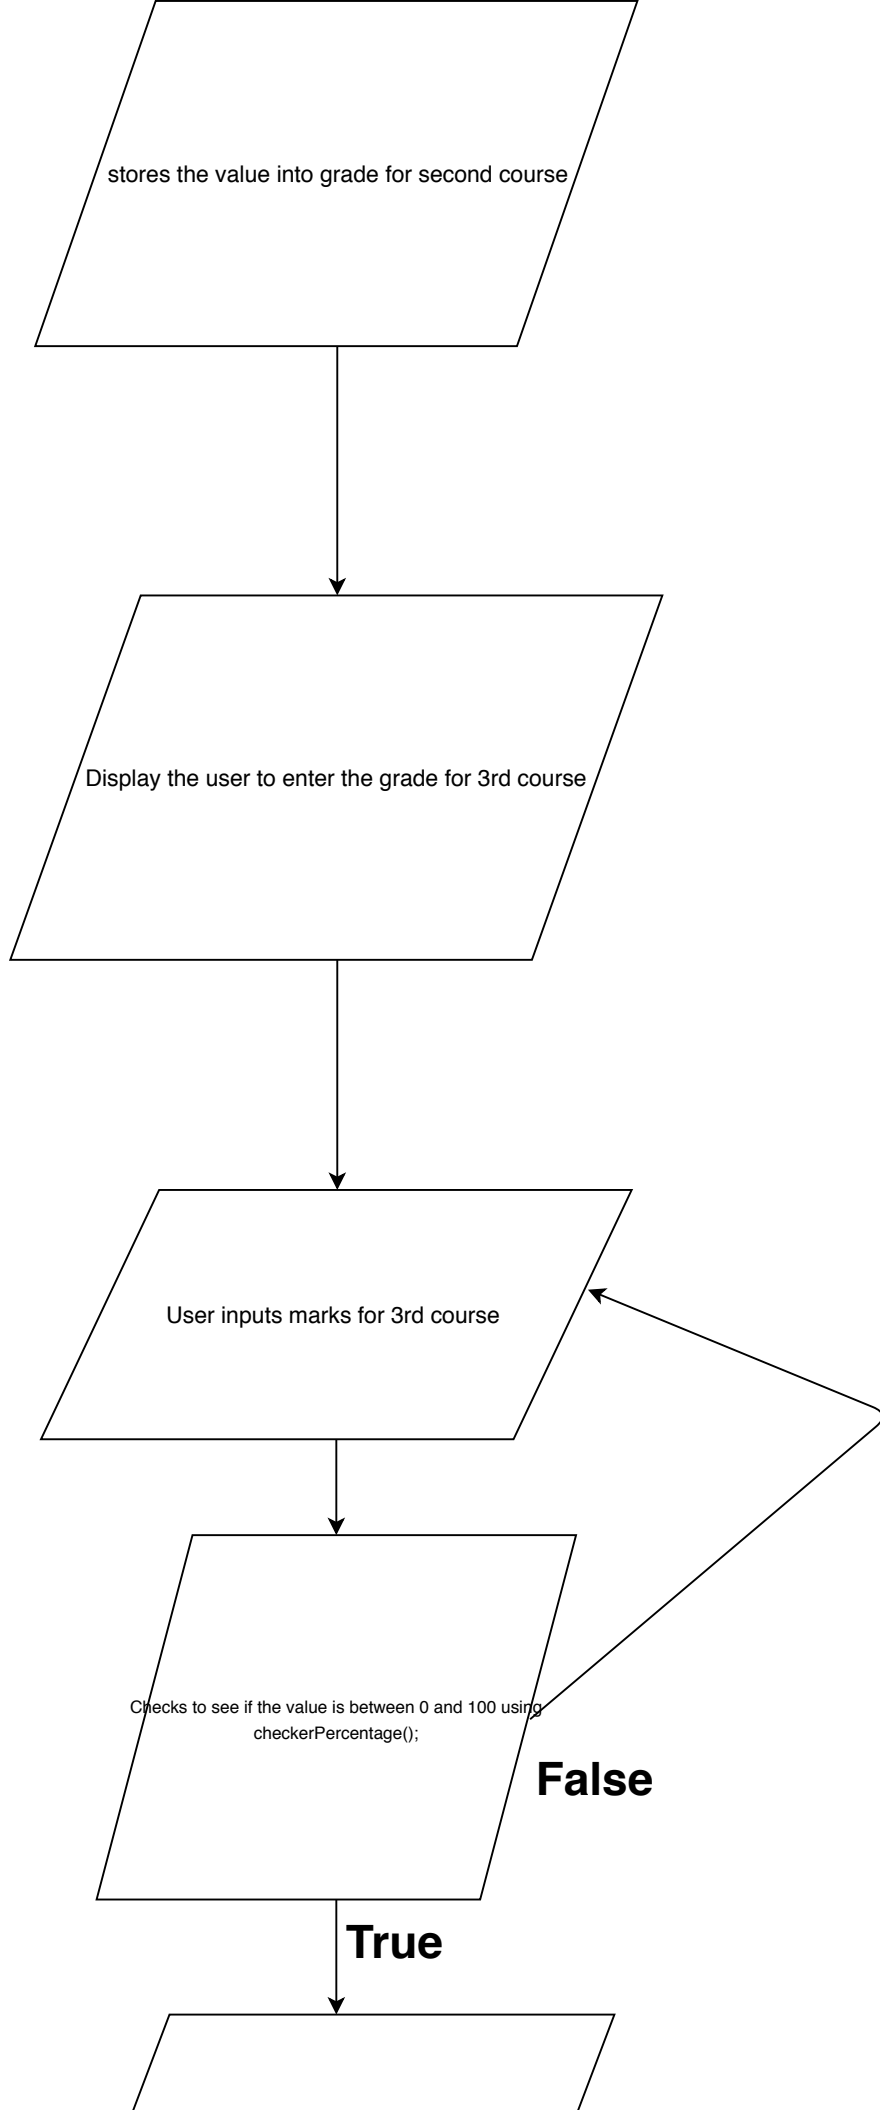 stores the value into grade for second course
Display the user to enter the grade for 3rd course
User inputs marks for 3rd course
Checks to see if the value is between 0 and 100 using
checkerPercentage();
False
True